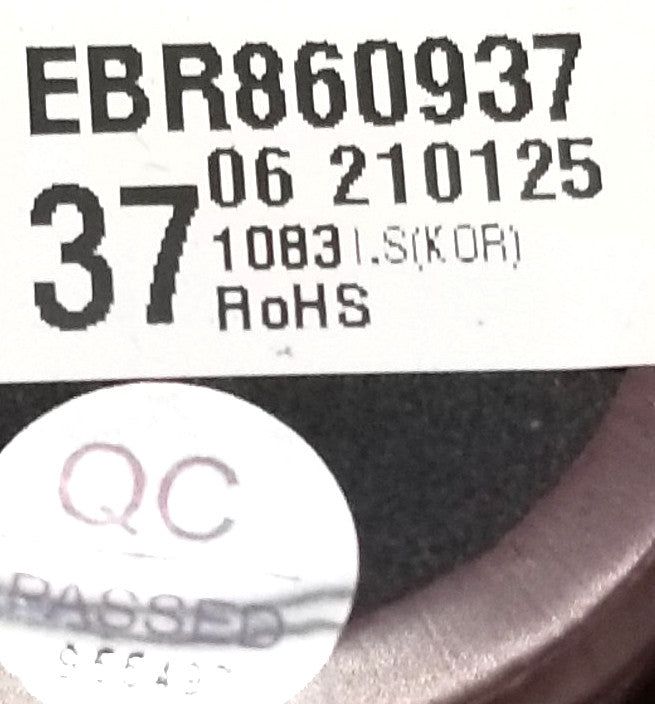 EBR860937
37 06 210125
1083 I.S(KOR)
RoHS
QC
PASSED